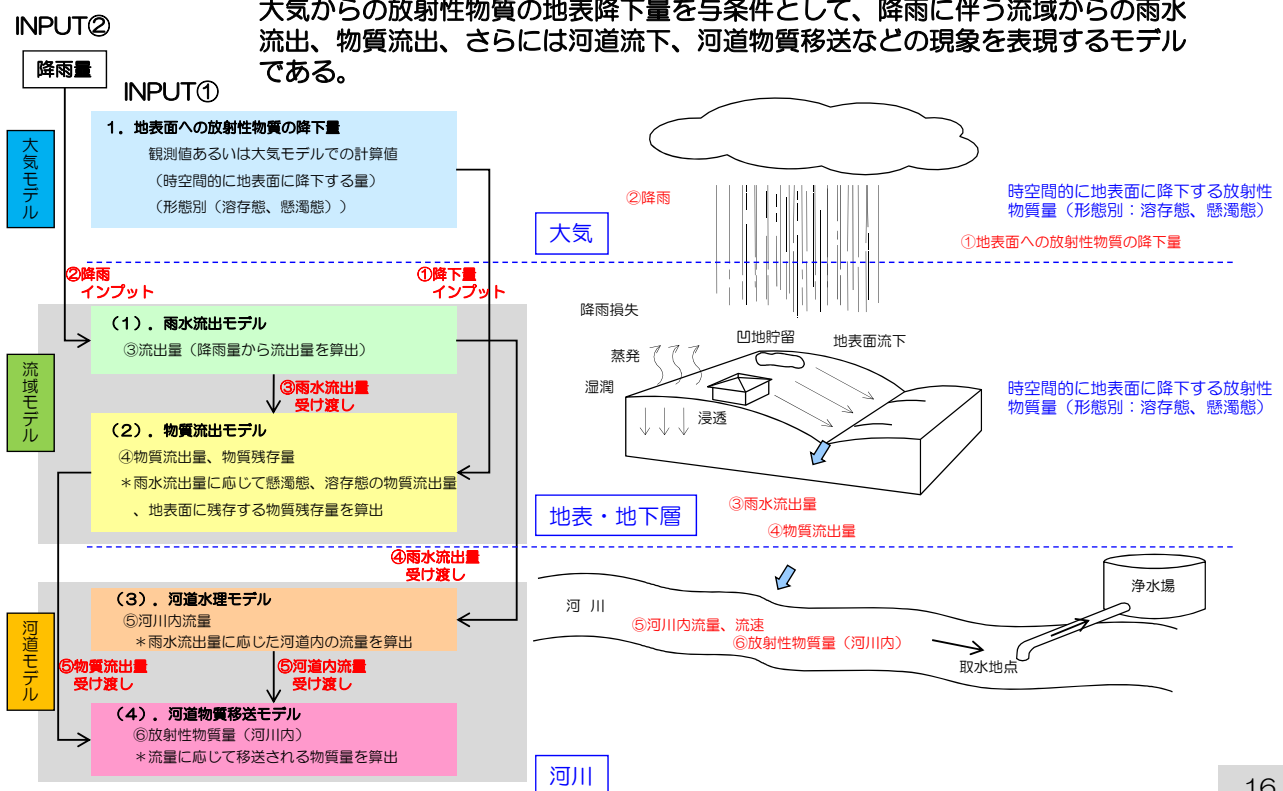 大気からの放射性物質の地表降下量を与条件として、降雨に伴う流域からの雨水
流出、物質流出、さらには河道流下、河道物質移送などの現象を表現するモデル
である。
INPUT②
降雨量
INPUT①
大気モデル
1．地表面への放射性物質の降下量
観測値あるいは大気モデルでの計算値
（時空間的に地表面に降下する量）
（形態別（溶存態、懸濁態））
②降雨
インプット
①降下量
インプット
流域モデル
（1）．雨水流出モデル
③流出量（降雨量から流出量を算出）
③雨水流出量
受け渡し
（2）．物質流出モデル
④物質流出量、物質残存量
＊雨水流出量に応じて懸濁態、溶存態の物質流出量
、地表面に残存する物質残存量を算出
④雨水流出量
受け渡し
河道モデル
（3）．河道水理モデル
⑤河川内流量
＊雨水流出量に応じた河道内の流量を算出
⑤物質流出量
受け渡し
⑤河道内流量
受け渡し
（4）．河道物質移送モデル
⑥放射性物質量（河川内）
＊流量に応じて移送される物質量を算出
②降雨
時空間的に地表面に降下する放射性
物質量（形態別：溶存態、懸濁態）
大気
①地表面への放射性物質の降下量
降雨損失
凹地貯留
地表面流下
蒸発
湿潤
浸透
時空間的に地表面に降下する放射性
物質量（形態別：溶存態、懸濁態）
地表・地下層
③雨水流出量
④物質流出量
河 川
⑤河川内流量、流速
⑥放射性物質量（河川内）
浄水場
取水地点
河川
16